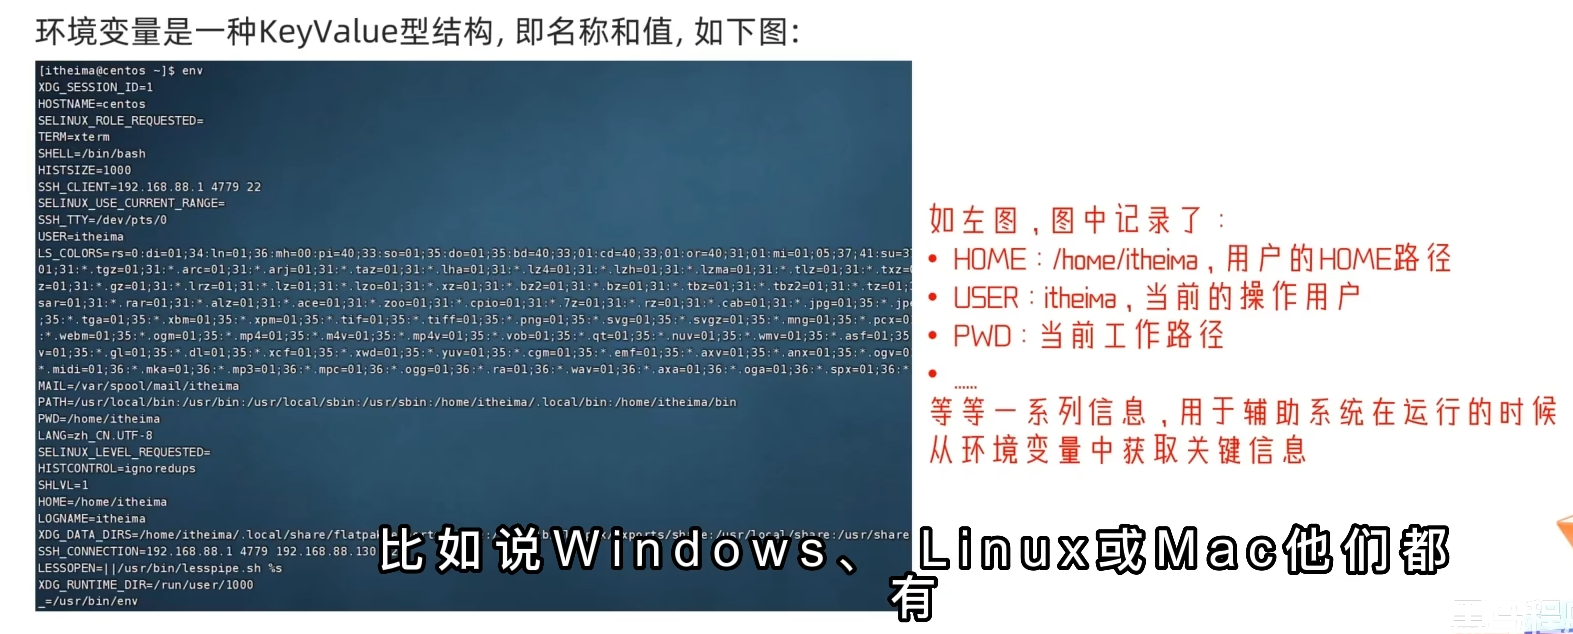 环境变量是一种KeyValue型结构, 即名称和值, 如下图:
[itheima@centos ~]$ env
XDG_SESSION_ID=1
HOSTNAME=centos
SELINUX_ROLE_REQUESTED=
TERM=xterm
SHELL=/bin/bash
HISTSIZE=1000
SSH_CLIENT=192.168.88.1 4779 22
SELINUX_USE_CURRENT_RANGE=
SSH_TTY=/dev/pts/0
USER=itheima
LS_COLORS=rs=0:di=01;34:ln=01;36:mh=00:pi=40;33:so=01;35:do=01;35:bd=40;33;01:cd=40;33;01:or=40;31;01:mi=01;05;37;41:su=37
01;31:*.tgz=01;31:*.arc=01;31:*.arj=01;31:*.taz=01;31:*.lha=01;31:*.lz4=01;31:*.lzh=01;31:*.lzma=01;31:*.tlz=01;31:*.txz=0
z=01;31:*.gz=01;31:*.lrz=01;31:*.lz=01;31:*.lzo=01;31:*.xz=01;31:*.bz2=01;31:*.bz=01;31:*.tbz=01;31:*.tbz2=01;31:*.tz=01;3
sar=01;31:*.rar=01;31:*.alz=01;31:*.ace=01;31:*.zoo=01;31:*.cpio=01;31:*.7z=01;31:*.rz=01;31:*.cab=01;31:*.jpg=01;35:*.jpe
;35:*.tga=01;35:*.xbm=01;35:*.xpm=01;35:*.tif=01;35:*.tiff=01;35:*.png=01;35:*.svg=01;35:*.svgz=01;35:*.mng=01;35:*.pcx=01
:*.webm=01;35:*.ogm=01;35:*.mp4=01;35:*.m4v=01;35:*.mp4v=01;35:*.vob=01;35:*.qt=01;35:*.nuv=01;35:*.wmv=01;35:*.asf=01;35
v=01;35:*.gl=01;35:*.dl=01;35:*.xcf=01;35:*.xwd=01;35:*.yuv=01;35:*.cgm=01;35:*.emf=01;35:*.axv=01;35:*.anx=01;35:*.ogv=0
*.midi=01;36:*.mka=01;36:*.mp3=01;36:*.mpc=01;36:*.ogg=01;36:*.ra=01;36:*.wav=01;36:*.axa=01;36:*.oga=01;36:*.spx=01;36:*
MAIL=/var/spool/mail/itheima
PATH=/usr/local/bin:/usr/bin:/usr/local/sbin:/usr/sbin:/home/itheima/.local/bin:/home/itheima/bin
PWD=/home/itheima
LANG=zh_CN.UTF-8
SELINUX_LEVEL_REQUESTED=
HISTCONTROL=ignoredups
SHLVL=1
HOME=/home/itheima
LOGNAME=itheima
XDG_DATA_DIRS=/home/itheima/.local/share/flatpak
SSH_CONNECTION=192.168.88.1 4779 192.168.88.130
LESSOPEN=||/usr/bin/lesspipe.sh %s
XDG_RUNTIME_DIR=/run/user/1000
_=/usr/bin/env
如左图，图中记录了：
• HOME：/home/itheima，用户的HOME路径
• USER：itheima，当前的操作用户
• PWD：当前工作路径
• ......
等等一系列信息，用于辅助系统在运行的时候
从环境变量中获取关键信息
比如说Windows、Linux或Mac他们都
有